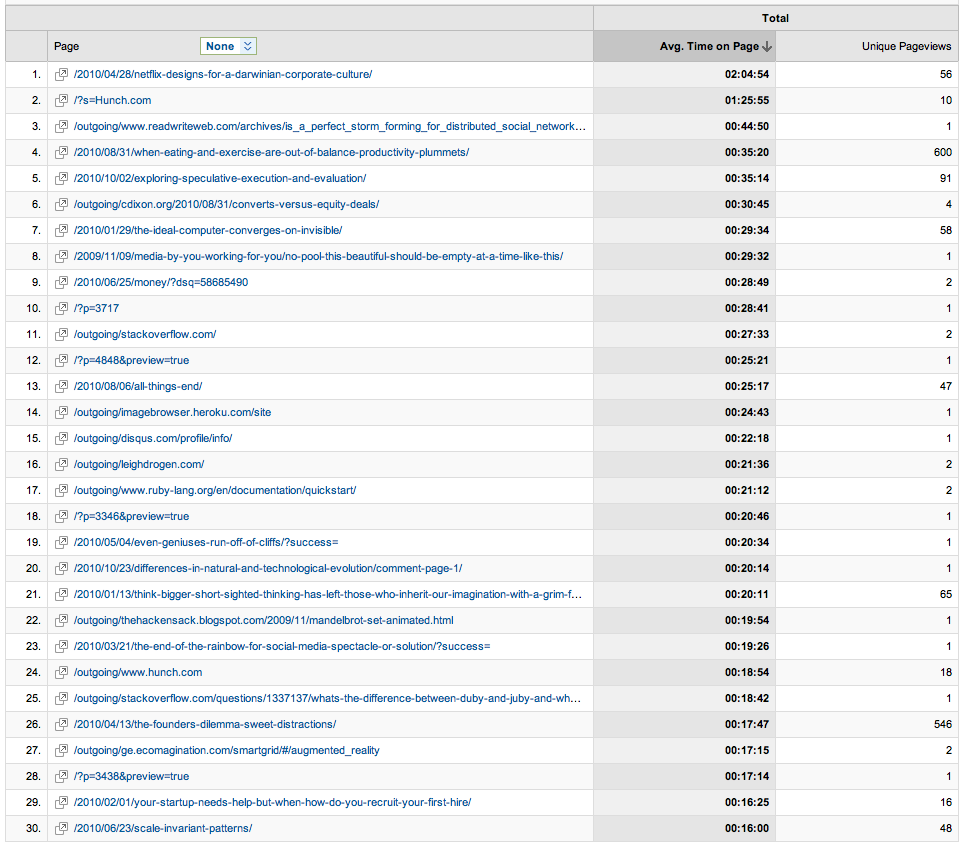 Total
Page None Avg. Time on Page Unique Pageviews
1. /2010/04/28/netflix-designs-for-a-darwinian-corporate-culture/ 02:04:54 56
2. /?s=Hunch.com 01:25:55 10
3. /outgoing/www.readwriteweb.com/archives/is_a_perfect_storm_forming_for_distributed_social_network... 00:44:50 1
4. /2010/08/31/when-eating-and-exercise-are-out-of-balance-productivity-plummets/ 00:35:20 600
5. /2010/10/02/exploring-speculative-execution-and-evaluation/ 00:35:14 91
6. /outgoing/cdixon.org/2010/08/31/converts-versus-equity-deals/ 00:30:45 4
7. /2010/01/29/the-ideal-computer-converges-on-invisible/ 00:29:34 58
8. /2009/11/09/media-by-you-working-for-you/no-pool-this-beautiful-should-be-empty-at-a-time-like-this/ 00:29:32 1
9. /2010/06/25/money/?dsq=58685490 00:28:49 2
10. /?p=3717 00:28:41 1
11. /outgoing/stackoverflow.com/ 00:27:33 2
12. /?p=4848&preview=true 00:25:21 1
13. /2010/08/06/all-things-end/ 00:25:17 47
14. /outgoing/imagebrowser.heroku.com/site 00:24:43 1
15. /outgoing/disqus.com/profile/info/ 00:22:18 1
16. /outgoing/leighdrogen.com/ 00:21:36 2
17. /outgoing/www.ruby-lang.org/en/documentation/quickstart/ 00:21:12 2
18. /?p=3346&preview=true 00:20:46 1
19. /2010/05/04/even-geniuses-run-off-of-cliffs/?success= 00:20:34 1
20. /2010/10/23/differences-in-natural-and-technological-evolution/comment-page-1/ 00:20:14 1
21. /2010/01/13/think-bigger-short-sighted-thinking-has-left-those-who-inherit-our-imagination-with-a-grim-f... 00:20:11 65
22. /outgoing/thehackensack.blogspot.com/2009/11/mandelbrot-set-animated.html 00:19:54 1
23. /2010/03/21/the-end-of-the-rainbow-for-social-media-spectacle-or-solution/?success= 00:19:26 1
24. /outgoing/www.hunch.com 00:18:54 18
25. /outgoing/stackoverflow.com/questions/1337137/whats-the-difference-between-duby-and-juby-and-wh... 00:18:42 1
26. /2010/04/13/the-founders-dilemma-sweet-distractions/ 00:17:47 546
27. /outgoing/ge.ecomagination.com/smartgrid/#/augmented_reality 00:17:15 2
28. /?p=3438&preview=true 00:17:14 1
29. /2010/02/01/your-startup-needs-help-but-when-how-do-you-recruit-your-first-hire/ 00:16:25 16
30. /2010/06/23/scale-invariant-patterns/ 00:16:00 48